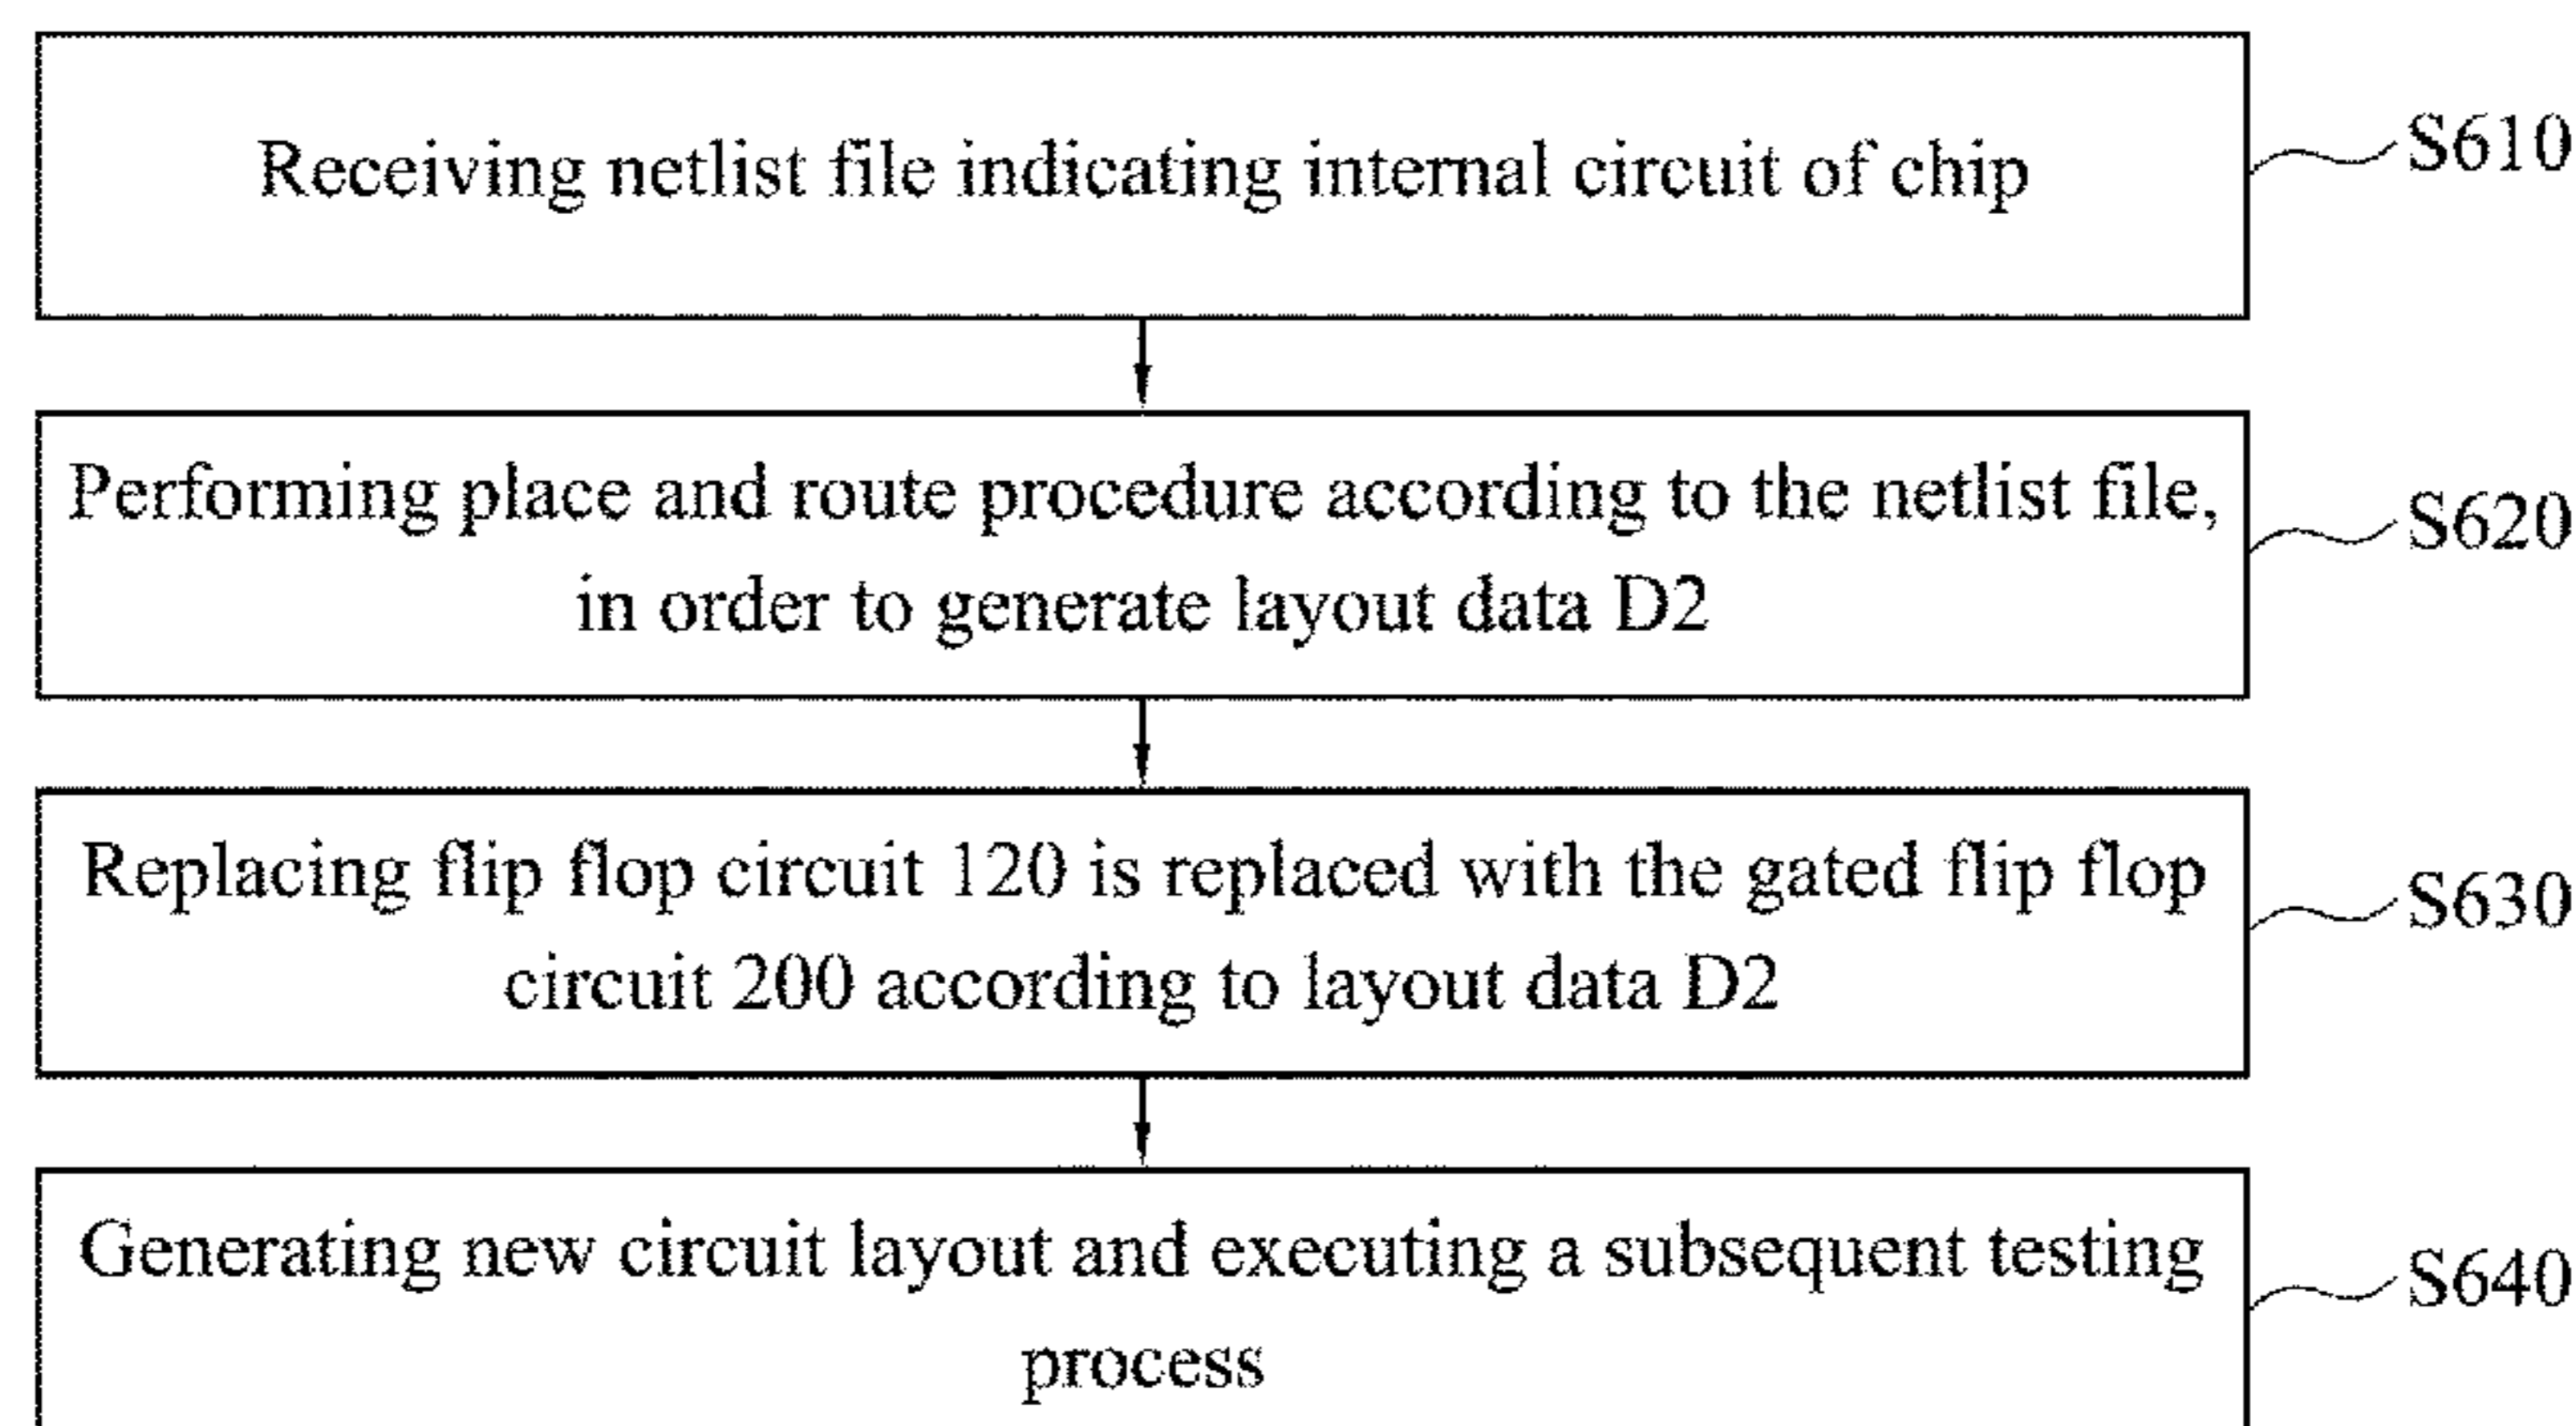 Receiving netlist file indicating internal circuit of chip
S610
Performing place and route procedure according to the netlist file,
in order to generate layout data D2
S620
Replacing flip flop circuit 120 is replaced with the gated flip flop
circuit 200 according to layout data D2
S630
Generating new circuit layout and executing a subsequent testing
process
S640